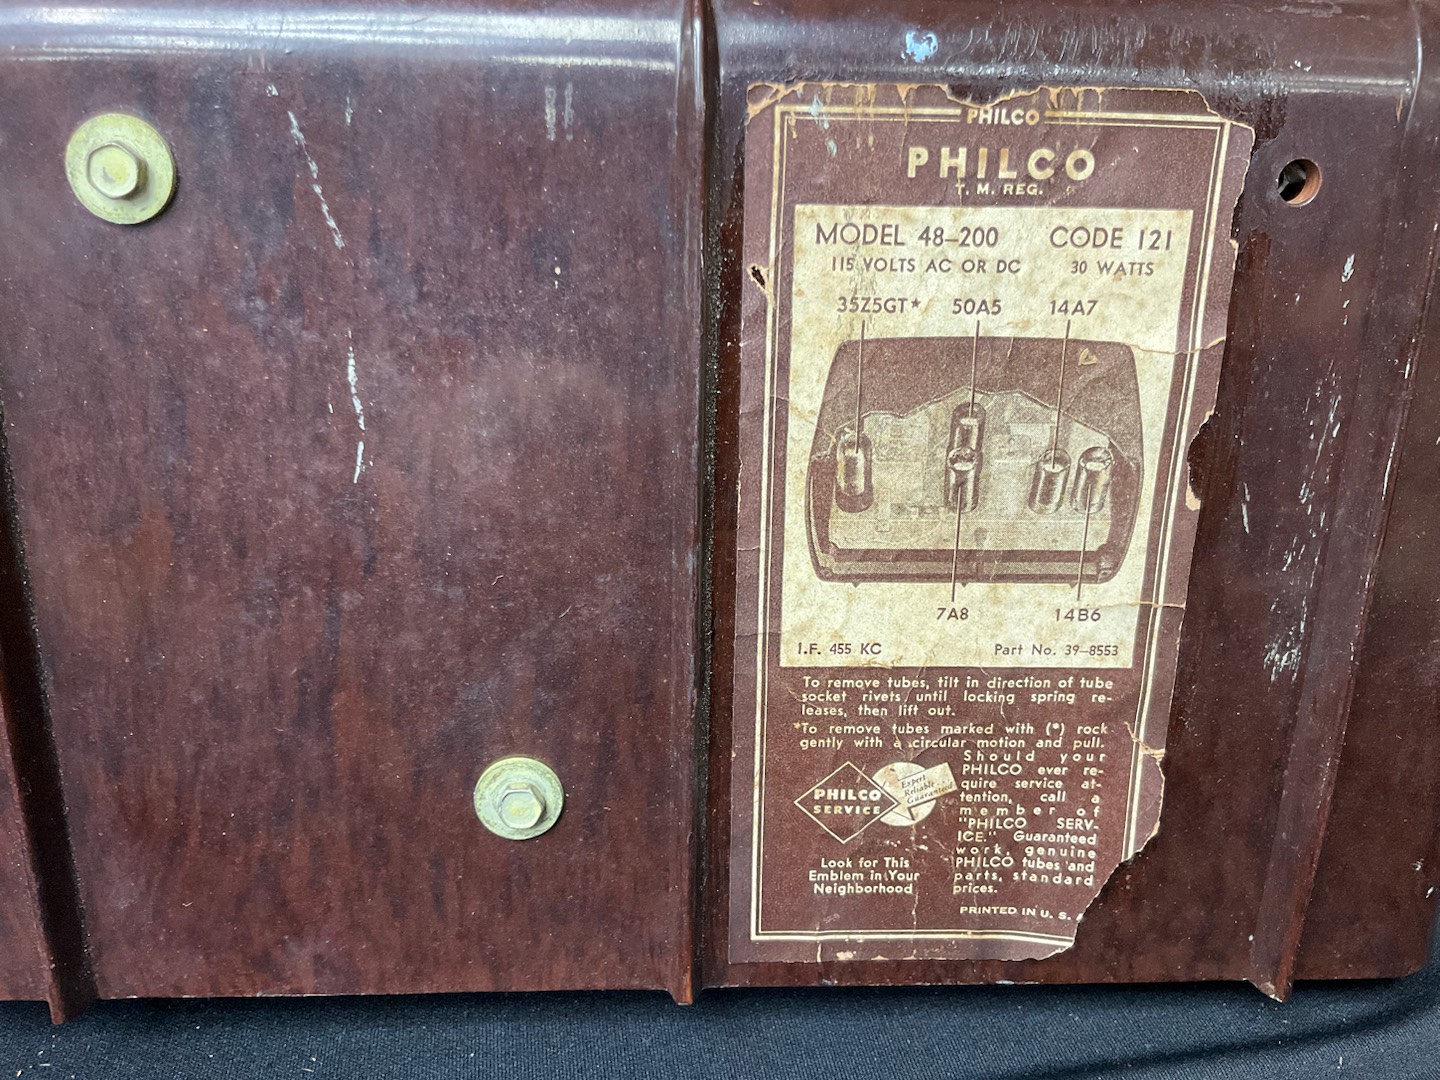 PHILCO
PHILCO
T. M. REG.
MODEL 48-200 CODE 121
115 VOLTS AC OR DC 30 WATTS
35Z5GT* 50A5 14A7
7A8 14B6
I.F. 455 KC Part No. 39-8553
To remove tubes, tilt in direction of tube
socket rivets until locking spring re-
leases, then lift out.
*To remove tubes marked with (*) rock
gently with a circular motion and pull.
Should your
PHILCO ever re-
quire service at-
tention, call a
member of
"PHILCO SERV-
ICE." Guaranteed
work, genuine
PHILCO tubes and
parts, standard
prices.
PHILCO
SERVICE
Expert
Reliable
Guaranteed
Look for This
Emblem in Your
Neighborhood
PRINTED IN U. S.